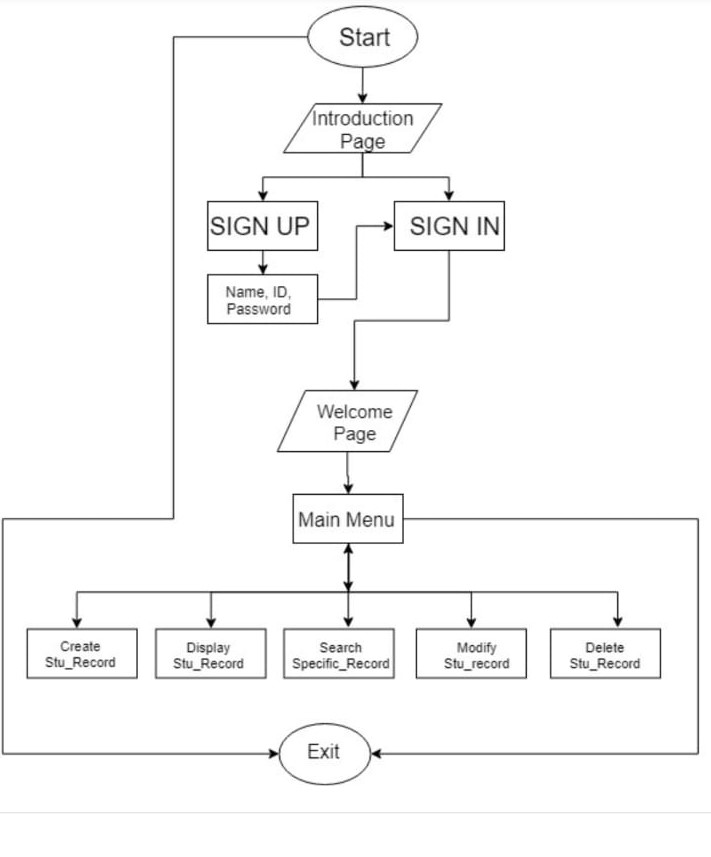 Start
Introduction
Page
SIGN UP
SIGN IN
Name, ID,
Password
Welcome
Page
Main Menu
Create
Stu_Record
Display
Stu_Record
Search
Specific_Record
Modify
Stu_record
Delete
Stu_Record
Exit